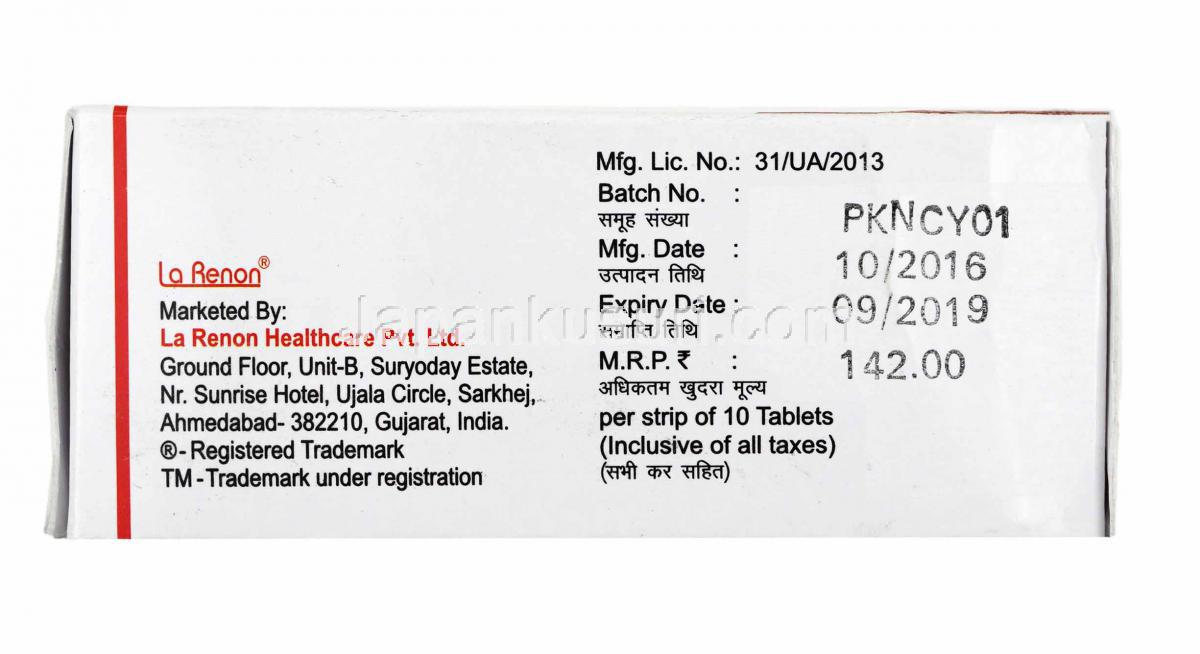 La Renon®
Marketed By:
La Renon Healthcare Pvt. Ltd.
Ground Floor, Unit-B, Suryoday Estate,
Nr. Sunrise Hotel, Ujala Circle, Sarkhej,
Ahmedabad- 382210, Gujarat, India.
®- Registered Trademark
TM - Trademark under registration
Mfg. Lic. No.: 31/UA/2013
Batch No. : PKNCY01
समूह संख्या
Mfg. Date : 10/2016
उत्पादन तिथि
Expiry Date : 09/2019
समाप्ति तिथि
M.R.P. ₹ : 142.00
अधिकतम खुदरा मूल्य
per strip of 10 Tablets
(Inclusive of all taxes)
(सभी कर सहित)
Japankusuri.com